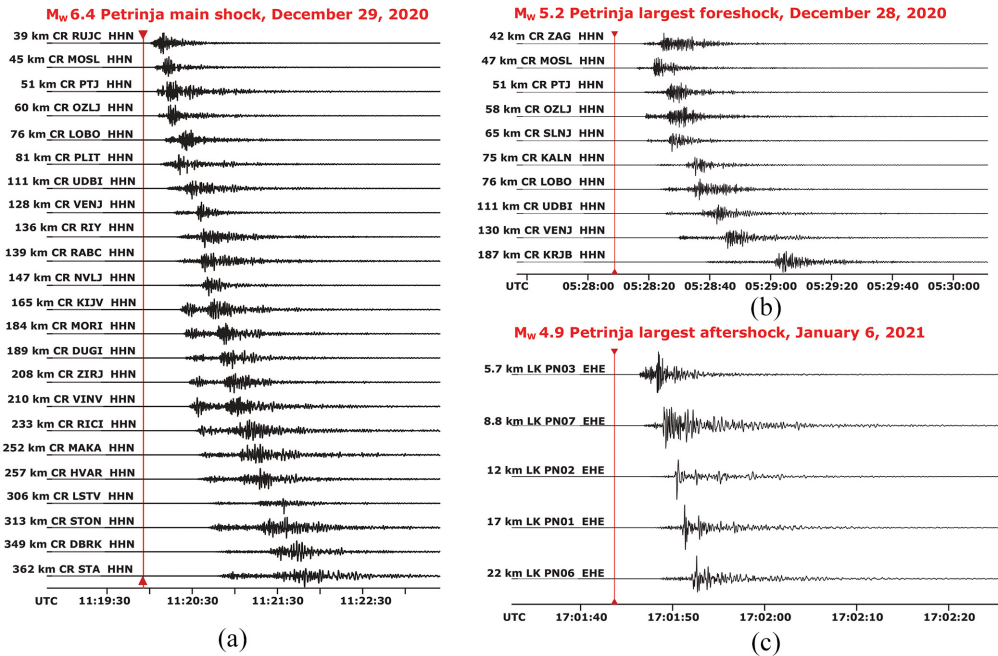 M_W 6.4 Petrinja main shock, December 29, 2020
39 km CR RUJC HHN
45 km CR MOSL HHN
51 km CR PTJ HHN
60 km CR OZLJ HHN
76 km CR LOBO HHN
81 km CR PLIT HHN
111 km CR UDBI HHN
128 km CR VENJ HHN
136 km CR RIY HHN
139 km CR RABC HHN
147 km CR NVLJ HHN
165 km CR KIJV HHN
184 km CR MORI HHN
189 km CR DUGI HHN
208 km CR ZIRJ HHN
210 km CR VINV HHN
233 km CR RICI HHN
252 km CR MAKA HHN
257 km CR HVAR HHN
306 km CR LSTV HHN
313 km CR STON HHN
349 km CR DBRK HHN
362 km CR STA HHN
UTC 11:19:30 11:20:30 11:21:30 11:22:30
(a)
M_W 5.2 Petrinja largest foreshock, December 28, 2020
42 km CR ZAG HHN
47 km CR MOSL HHN
51 km CR PTJ HHN
58 km CR OZLJ HHN
65 km CR SLNJ HHN
75 km CR KALN HHN
76 km CR LOBO HHN
111 km CR UDBI HHN
130 km CR VENJ HHN
187 km CR KRJB HHN
UTC 05:28:00 05:28:20 05:28:40 05:29:00 05:29:20 05:29:40 05:30:00
(b)
M_W 4.9 Petrinja largest aftershock, January 6, 2021
5.7 km LK PN03 EHE
8.8 km LK PN07 EHE
12 km LK PN02 EHE
17 km LK PN01 EHE
22 km LK PN06 EHE
UTC 17:01:40 17:01:50 17:02:00 17:02:10 17:02:20
(c)